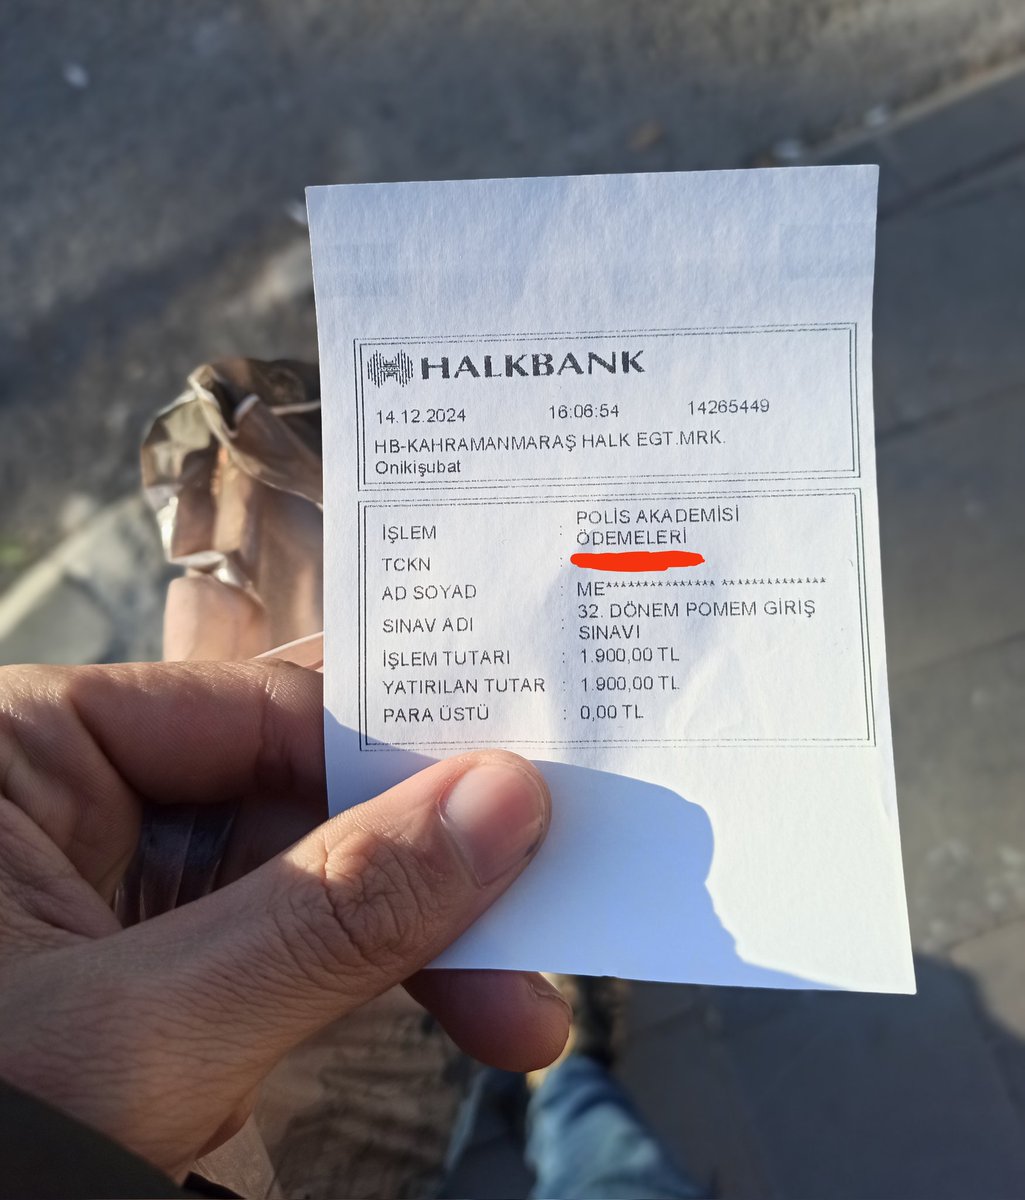 HALKBANK
14.12.2024 16:06:54 14265449
HB-KAHRAMANMARAŞ HALK EGT.MRK.
Onikişubat
İŞLEM : POLİS AKADEMİSİ
ÖDEMELERİ
TCKN :
AD SOYAD : ME*************** **************
SINAV ADI : 32. DÖNEM POMEM GİRİŞ
SINAVI
İŞLEM TUTARI : 1.900,00 TL
YATIRILAN TUTAR : 1.900,00 TL
PARA ÜSTÜ : 0,00 TL